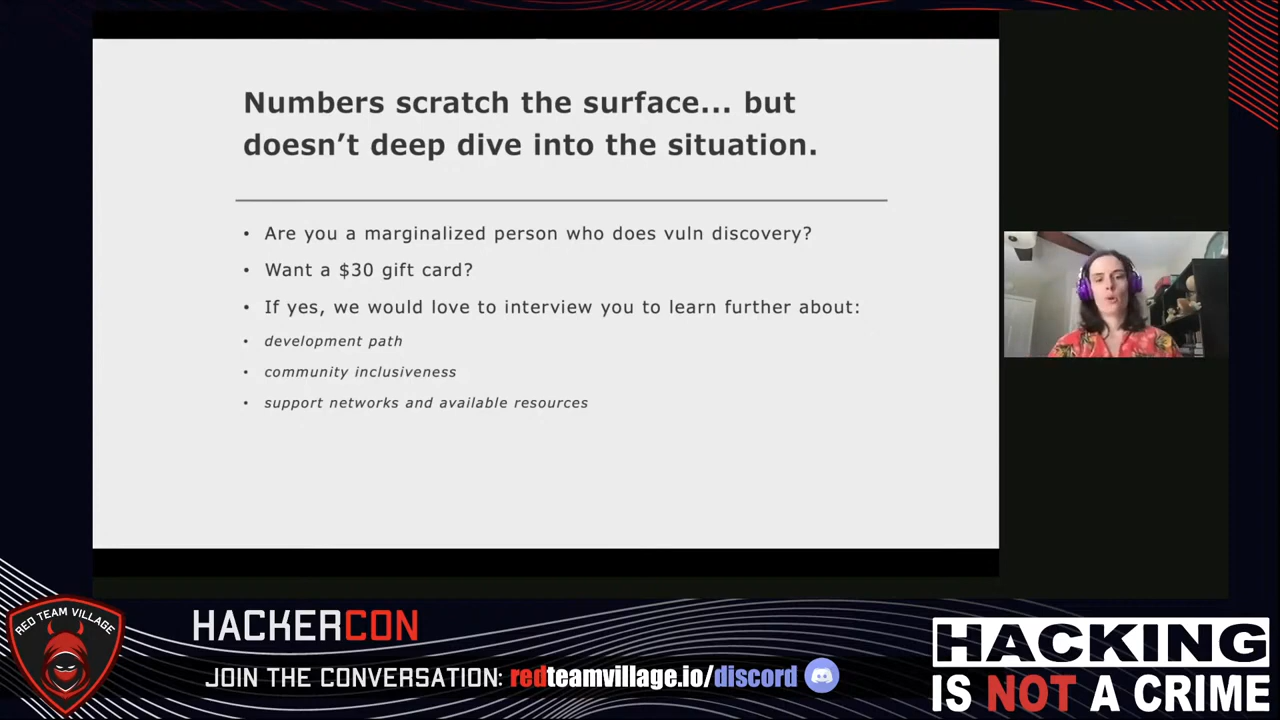 Numbers scratch the surface... but
doesn’t deep dive into the situation.
• Are you a marginalized person who does vuln discovery?
• Want a $30 gift card?
• If yes, we would love to interview you to learn further about:
• development path
• community inclusiveness
• support networks and available resources
RED TEAM VILLAGE
HACKERCON
JOIN THE CONVERSATION: redteamvillage.io/discord
HACKING
IS NOT A CRIME